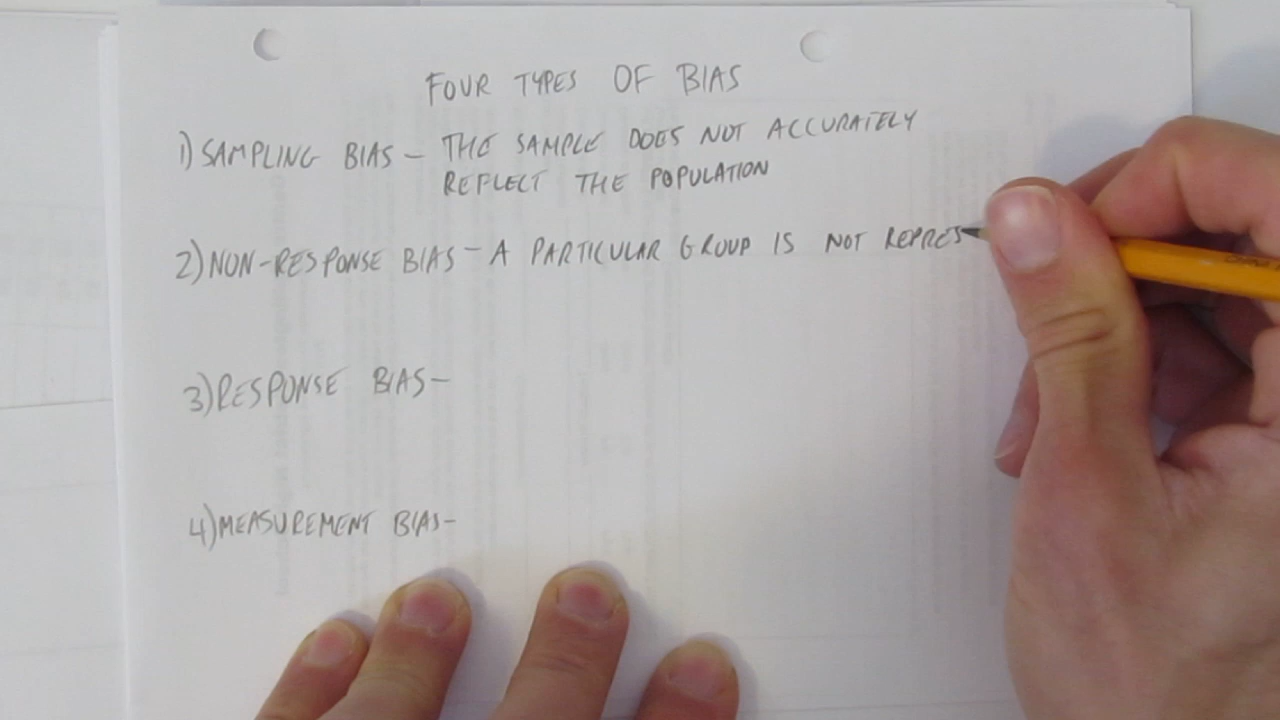 FOUR TYPES OF BIAS
1) SAMPLING BIAS - THE SAMPLE DOES NOT ACCURATELY
REFLECT THE POPULATION
2) NON-RESPONSE BIAS - A PARTICULAR GROUP IS NOT REPRES
3) RESPONSE BIAS-
4) MEASUREMENT BIAS-